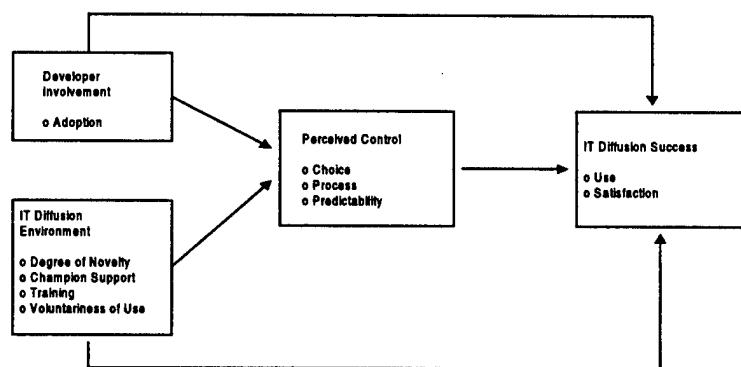 Developer
Involvement
o Adoption
IT Diffusion
Environment
o Degree of Novelty
o Champion Support
o Training
o Voluntariness of Use
Perceived Control
o Choice
o Process
o Predictability
IT Diffusion Success
o Use
o Satisfaction